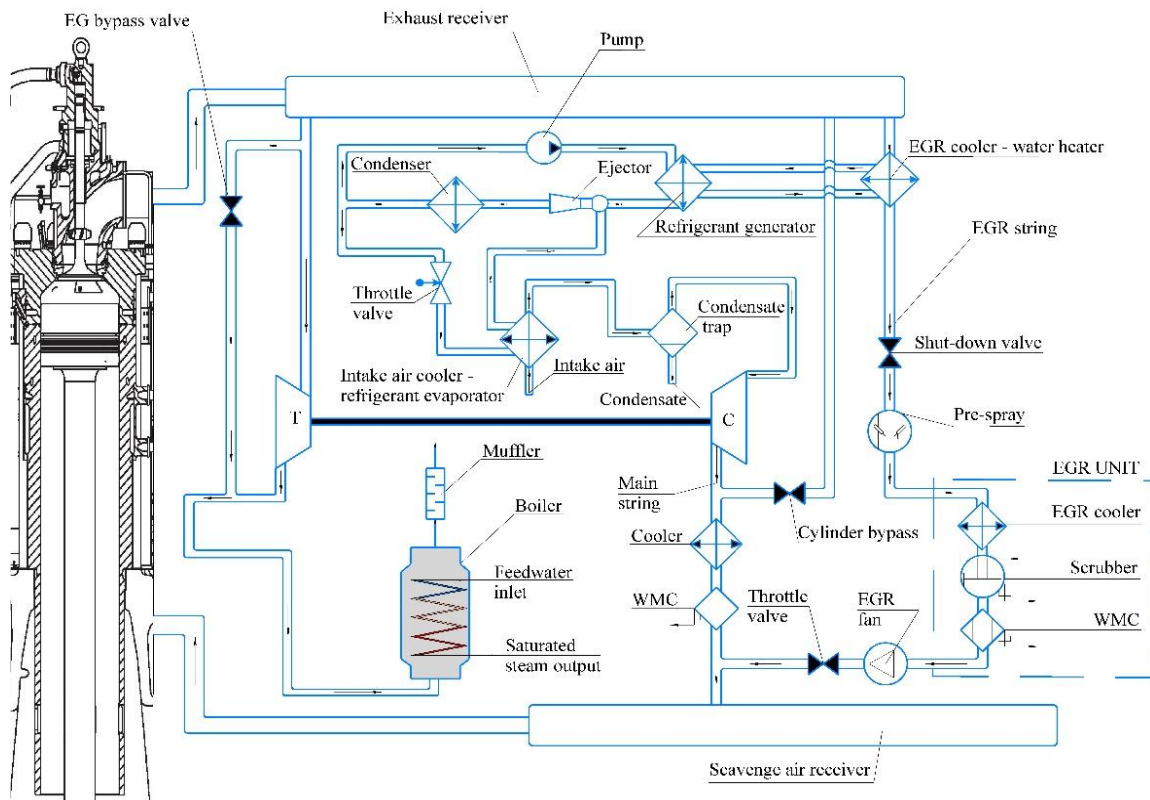 EG bypass valve
Exhaust receiver
Pump
Condenser
Ejector
EGR cooler - water heater
Refrigerant generator
EGR string
Throttle
valve
Condensate
trap
Shut-down valve
Intake air
Intake air cooler -
refrigerant evaporator
Condensate
T
C
Pre-spray
Muffler
Main
string
EGR UNIT
Boiler
Cooler
Cylinder bypass
EGR cooler
Feedwater
inlet
Scrubber
WMC
Throttle
valve
EGR
fan
WMC
Saturated
steam output
Scavenge air receiver